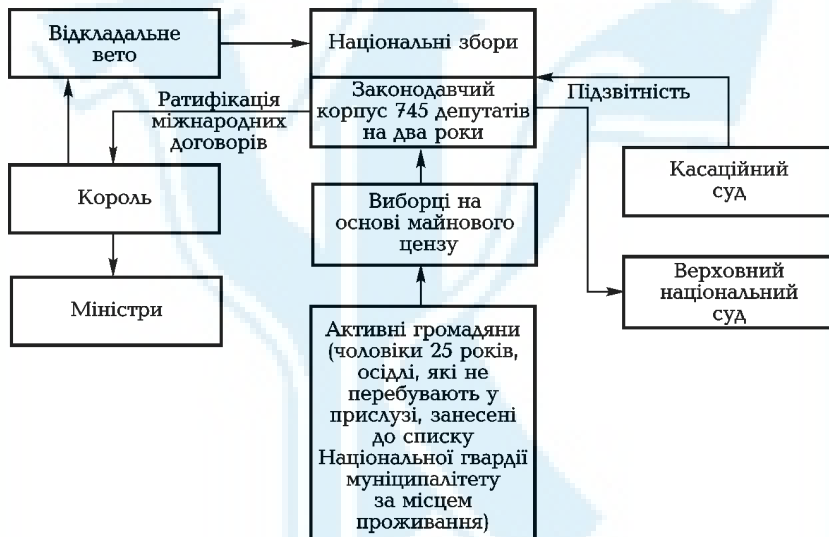 Відкладальне
вето
Національні збори
Законодавчий
корпус 745 депутатів
на два роки
Ратифікація
міжнародних
договорів
Підзвітність
Касаційний
суд
Король
Виборці на
основі майнового
цензу
Верховний
національний
суд
Міністри
Активні громадяни
(чоловіки 25 років,
осідлі, які не
перебувають у
прислузі, занесені
до списку
Національної гвардії
муніципалітету
за місцем
проживання)